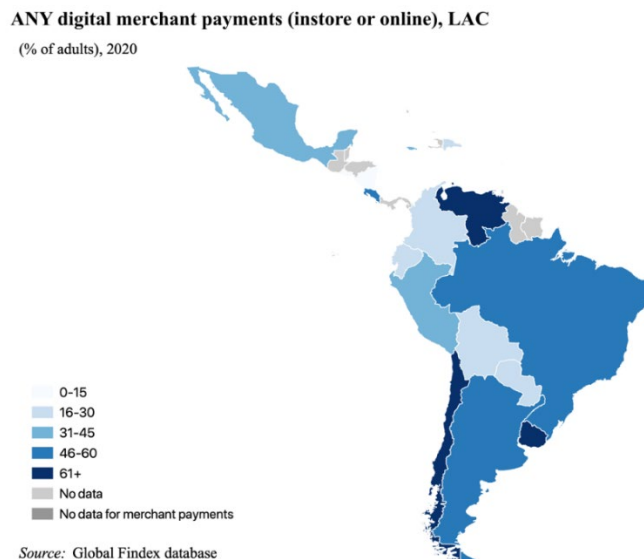 ANY digital merchant payments (instore or online), LAC
(% of adults), 2020
0-15
16-30
31-45
46-60
61+
No data
No data for merchant payments
Source: Global Findex database